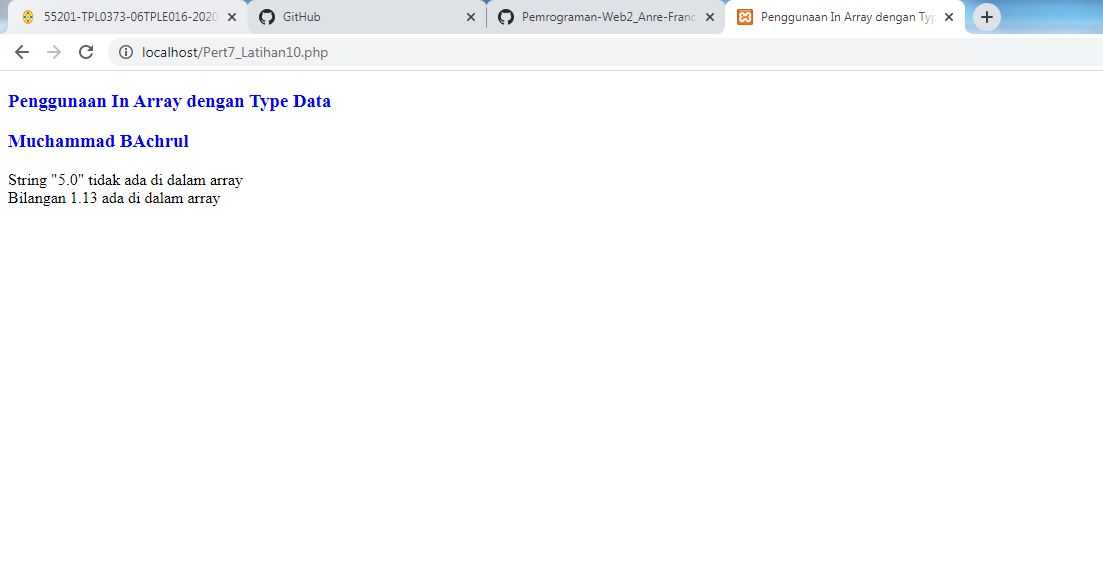 55201-TPL0373-06TPLE016-2020
GitHub
Pemrograman-Web2_Anre-Franc
Penggunaan In Array dengan Typ
localhost/Pert7_Latihan10.php
Penggunaan In Array dengan Type Data
Muchammad BAchrul
String "5.0" tidak ada di dalam array
Bilangan 1.13 ada di dalam array